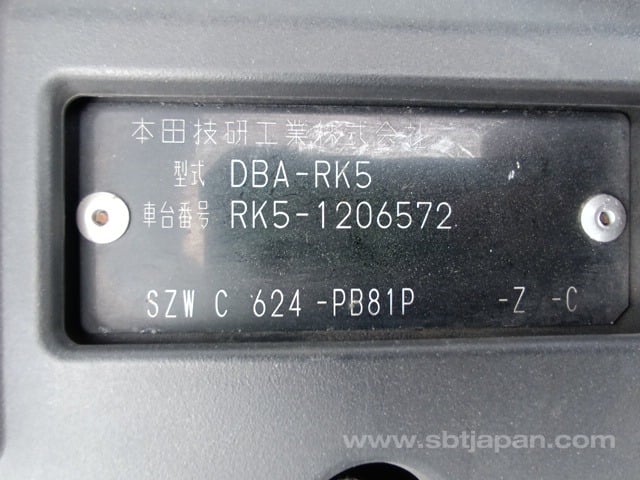 本田技研工業株式会社
型式 DBA-RK5
車台番号 RK5-1206572
SZW C 624 -PB81P -Z -C
www.sbtjapan.com